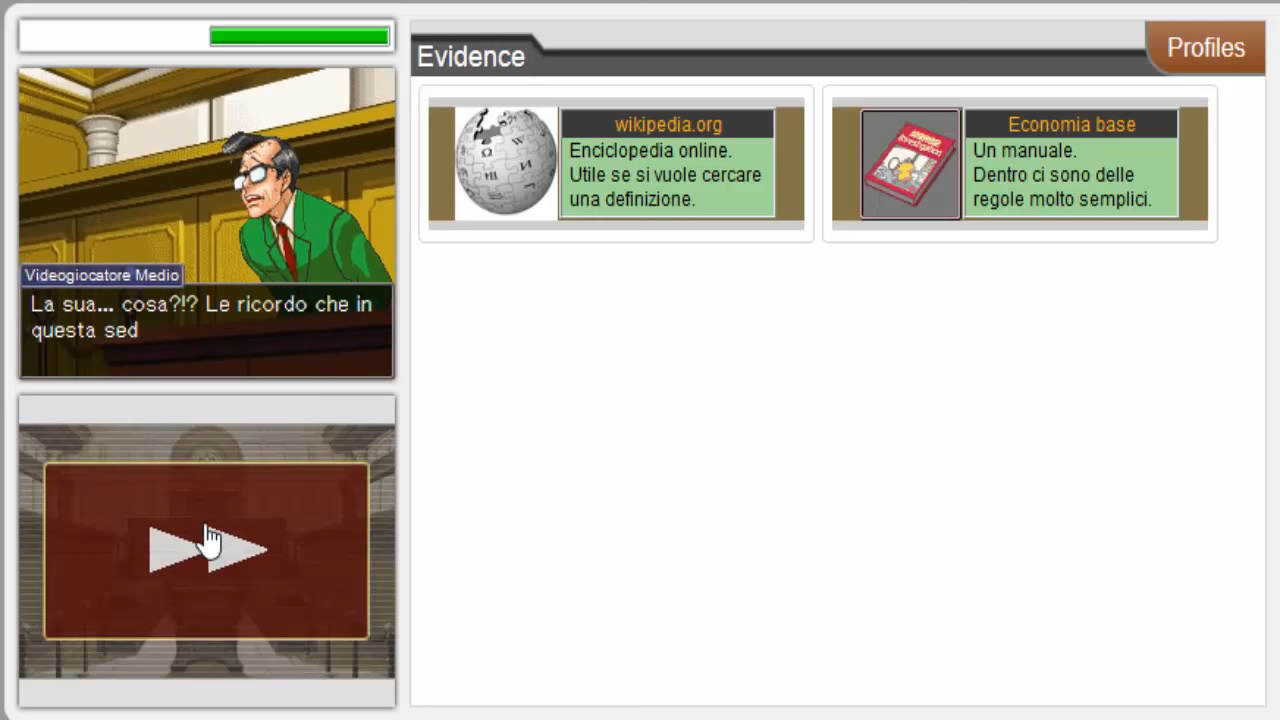 Evidence
Profiles
wikipedia.org
Enciclopedia online.
Utile se si vuole cercare
una definizione.
Economia base
Un manuale.
Dentro ci sono delle
regole molto semplici.
Videogiocatore Medio
La sua... cosa?!? Le ricordo che in
questa sed